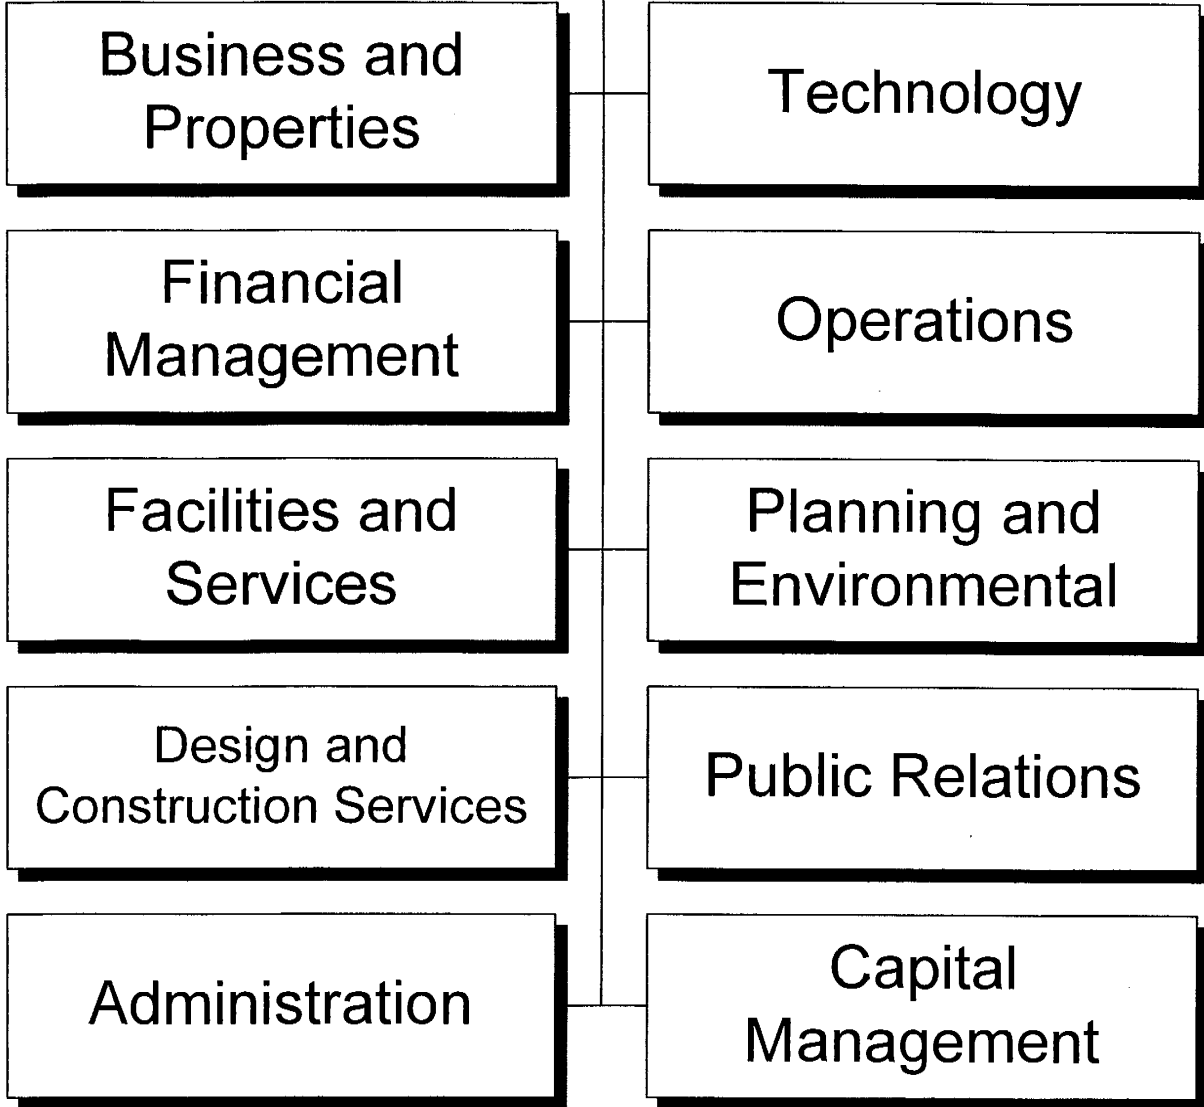 Business and
Properties
Technology
Financial
Management
Operations
Facilities and
Services
Planning and
Environmental
Design and
Construction Services
Public Relations
Administration
Capital
Management